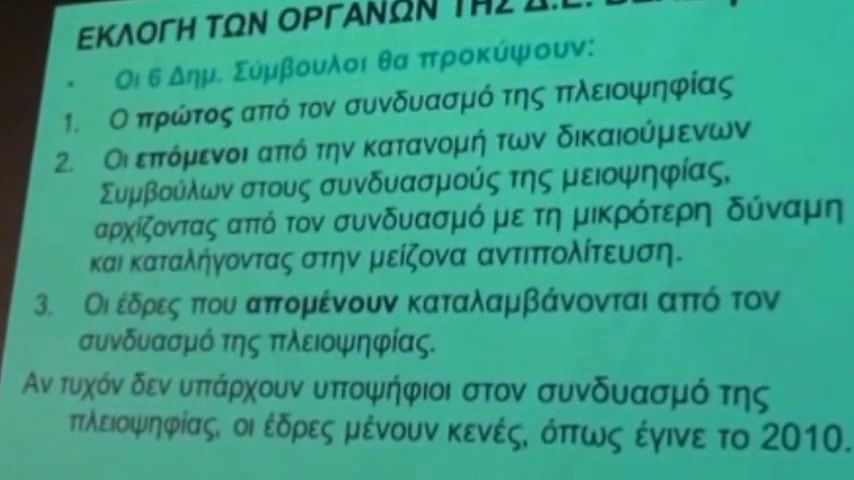 ΕΚΛΟΓΗ ΤΩΝ ΟΡΓΑΝΩΝ ΤΗΣ Δ.Ε.
• Οι 6 Δημ. Σύμβουλοι θα προκύψουν:
1. Ο πρώτος από τον συνδυασμό της πλειοψηφίας
2. Οι επόμενοι από την κατανομή των δικαιούμενων
Συμβούλων στους συνδυασμούς της μειοψηφίας,
αρχίζοντας από τον συνδυασμό με τη μικρότερη δύναμη
και καταλήγοντας στην μείζονα αντιπολίτευση.
3. Οι έδρες που απομένουν καταλαμβάνονται από τον
συνδυασμό της πλειοψηφίας.
Αν τυχόν δεν υπάρχουν υποψήφιοι στον συνδυασμό της
πλειοψηφίας, οι έδρες μένουν κενές, όπως έγινε το 2010.